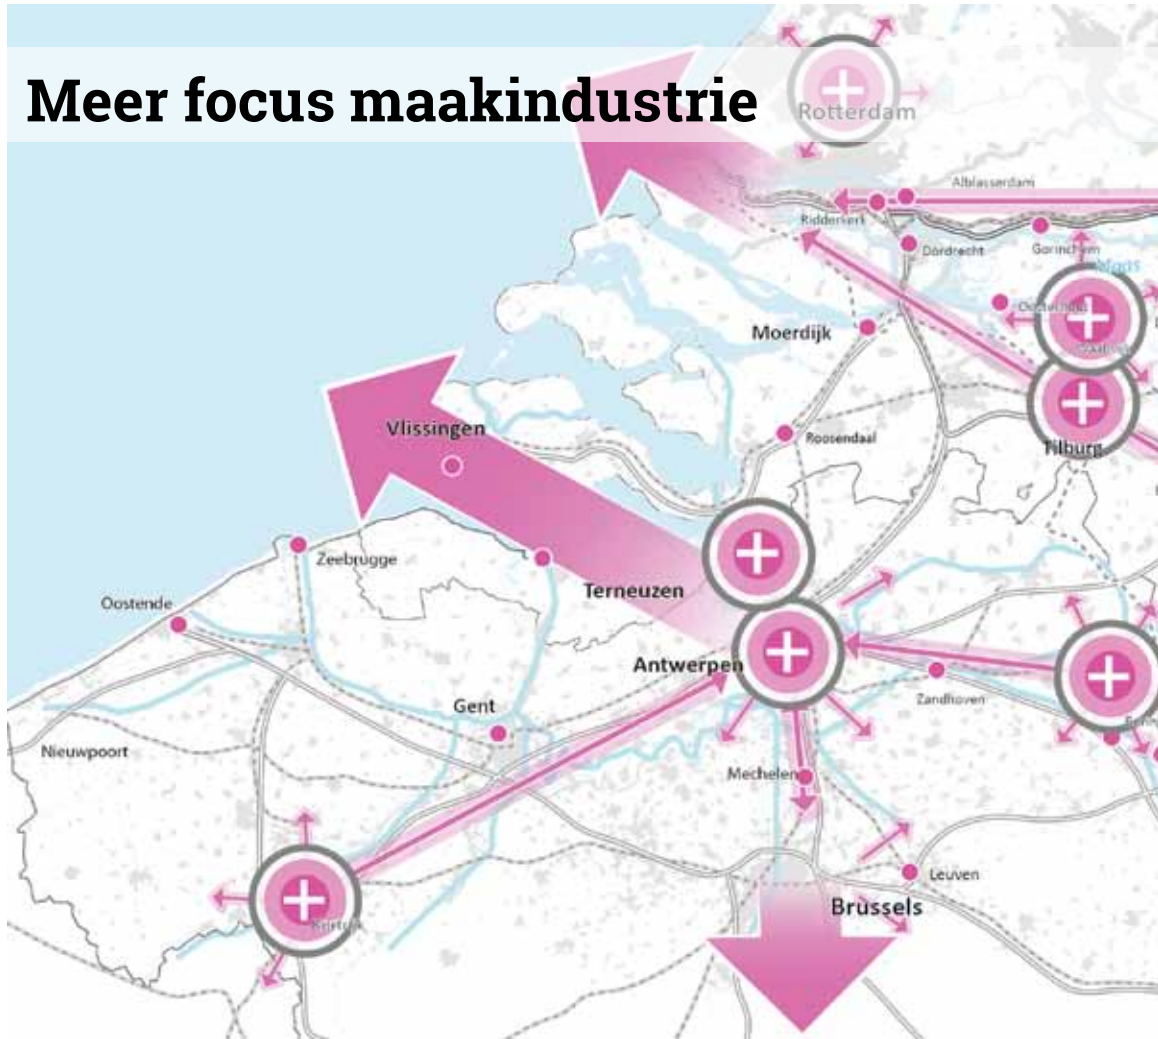 Meer focus maakindustrie
Rotterdam
Alblasserdam
Ridderkerk
Dordrecht
Gorinchem
Maas
Moerdijk
Vlissingen
Roosendaal
Tilburg
Zeebrugge
Terneuzen
Oostende
Antwerpen
Zandhoven
Gent
Nieuwpoort
Mechelen
Leuven
Brussels